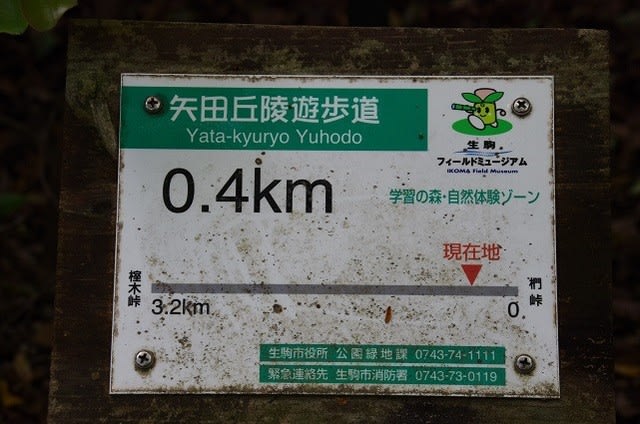 矢田丘陵遊歩道
Yata-kyuryo Yuhodo
生駒
フィールドミュージアム
IKOMA Field Museum
0.4km
学習の森・自然体験ゾーン
現在地
榁木峠
椚峠
3.2km
0
生駒市役所 公園緑地課 0743-74-1111
緊急連絡先 生駒市消防署 0743-73-0119